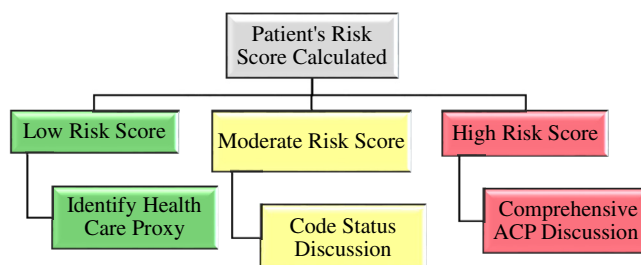 Patient's Risk
Score Calculated
Low Risk Score
Moderate Risk Score
High Risk Score
Identify Health
Care Proxy
Code Status
Discussion
Comprehensive
ACP Discussion